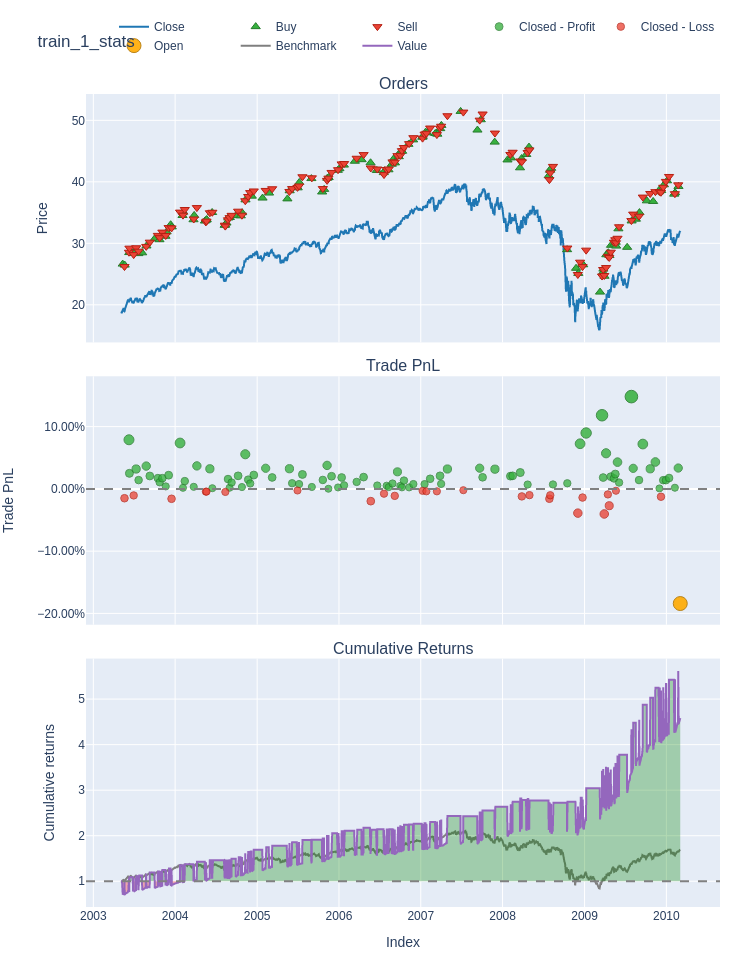 train_1_stats
Close
Buy
Sell
Closed - Profit
Closed - Loss
Open
Benchmark
Value
Orders
Price
50
40
30
20
Trade PnL
Trade PnL
10.00%
0.00%
−10.00%
−20.00%
Cumulative Returns
Cumulative returns
5
4
3
2
1
2003 2004 2005 2006 2007 2008 2009 2010
Index